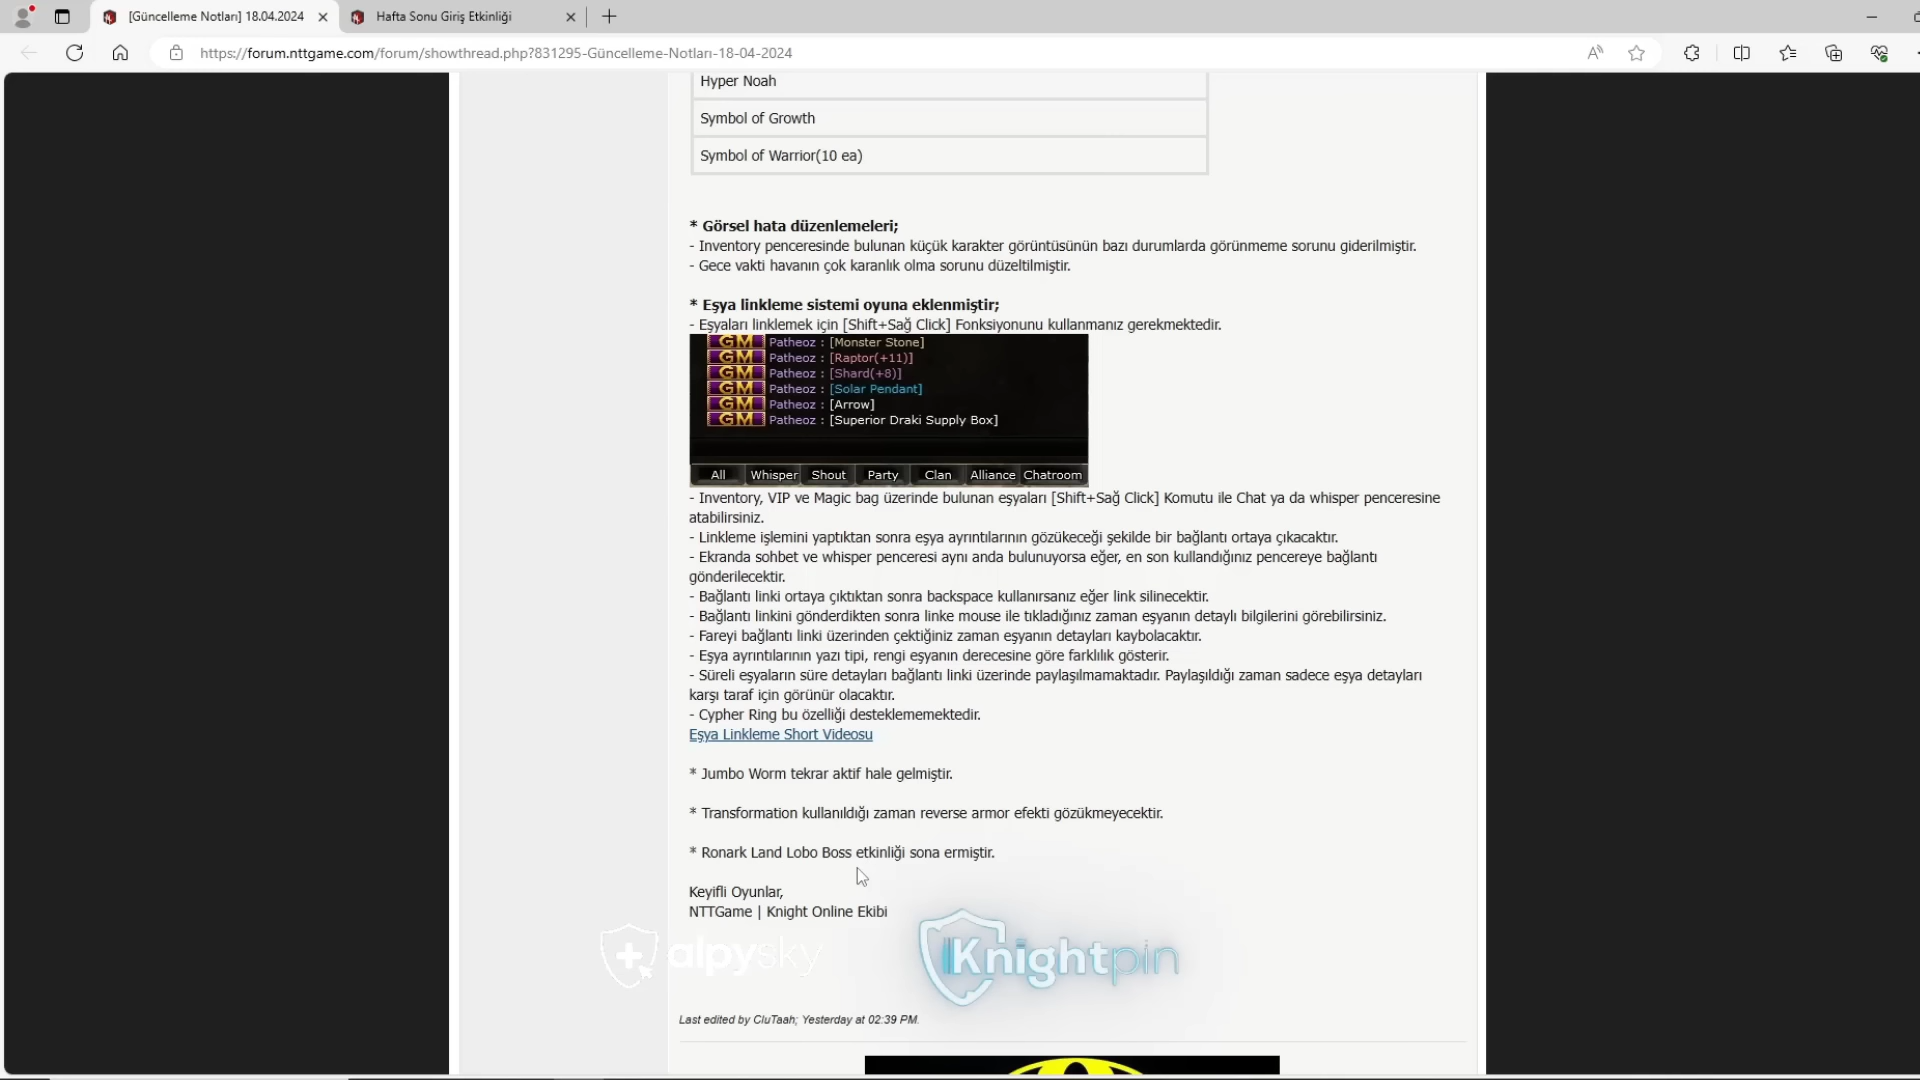 [Güncelleme Notları] 18.04.2024
Hafta Sonu Giriş Etkinliği
https://forum.nttgame.com/forum/showthread.php?831295-Güncelleme-Notları-18-04-2024
Hyper Noah
Symbol of Growth
Symbol of Warrior(10 ea)
* Görsel hata düzenlemeleri;
- Inventory penceresinde bulunan küçük karakter görüntüsünün bazı durumlarda görünmeme sorunu giderilmiştir.
- Gece vakti havanın çok karanlık olma sorunu düzeltilmiştir.
* Eşya linkleme sistemi oyuna eklenmiştir;
- Eşyaları linklemek için [Shift+Sağ Click] Fonksiyonunu kullanmanız gerekmektedir.
GM Patheoz : [Monster Stone]
GM Patheoz : [Raptor(+11)]
GM Patheoz : [Shard(+8)]
GM Patheoz : [Solar Pendant]
GM Patheoz : [Arrow]
GM Patheoz : [Superior Draki Supply Box]
All Whisper Shout Party Clan Alliance Chatroom
- Inventory, VIP ve Magic bag üzerinde bulunan eşyaları [Shift+Sağ Click] Komutu ile Chat ya da whisper penceresine
atabilirsiniz.
- Linkleme işlemini yaptıktan sonra eşya ayrıntılarının gözükeceği şekilde bir bağlantı ortaya çıkacaktır.
- Ekranda sohbet ve whisper penceresi aynı anda bulunuyorsa eğer, en son kullandığınız pencereye bağlantı
gönderilecektir.
- Bağlantı linki ortaya çıktıktan sonra backspace kullanırsanız eğer link silinecektir.
- Bağlantı linkini gönderdikten sonra linke mouse ile tıkladığınız zaman eşyanın detaylı bilgilerini görebilirsiniz.
- Fareyi bağlantı linki üzerinden çektiğiniz zaman eşyanın detayları kaybolacaktır.
- Eşya ayrıntılarının yazı tipi, rengi eşyanın derecesine göre farklılık gösterir.
- Süreli eşyaların süre detayları bağlantı linki üzerinde paylaşılmamaktadır. Paylaşıldığı zaman sadece eşya detayları
karşı taraf için görünür olacaktır.
- Cypher Ring bu özelliği desteklememektedir.
Eşya Linkleme Short Videosu
* Jumbo Worm tekrar aktif hale gelmiştir.
* Transformation kullanıldığı zaman reverse armor efekti gözükmeyecektir.
* Ronark Land Lobo Boss etkinliği sona ermiştir.
Keyifli Oyunlar,
NTTGame | Knight Online Ekibi
alpysky
Knightpin
Last edited by CluTaah; Yesterday at 02:39 PM.